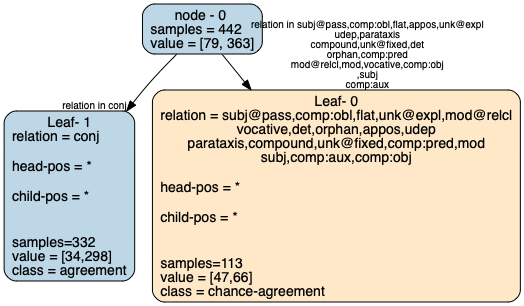 node - 0
samples = 442
value = [79, 363]
relation in subj@pass,comp:obl,flat,appos,unk@expl
udep,parataxis
compound,unk@fixed,det
orphan,comp:pred
mod@relcl,mod,vocative,comp:obj
,subj
comp:aux
relation in conj
Leaf- 1
relation = conj
head-pos = *
child-pos = *
samples=332
value = [34,298]
class = agreement
Leaf- 0
relation = subj@pass,comp:obl,flat,unk@expl,mod@relcl
vocative,det,orphan,appos,udep
parataxis,compound,unk@fixed,comp:pred,mod
subj,comp:aux,comp:obj
head-pos = *
child-pos = *
samples=113
value = [47,66]
class = chance-agreement